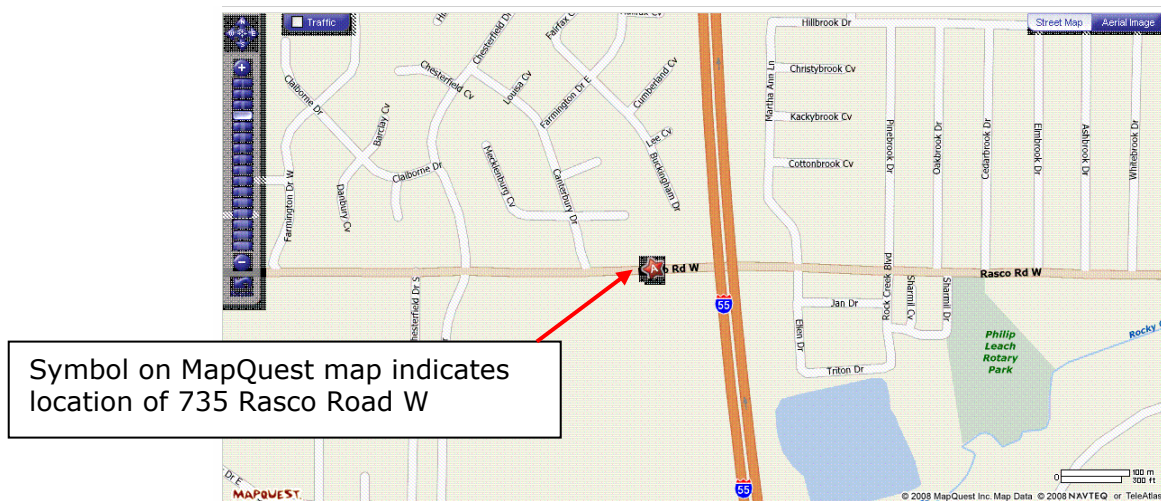 Traffic
Street Map
Aerial Image
Hillbrook Dr
Fairfax Cv
Chesterfield Dr
Christybrook Cv
Martha Ann Ln
Chesterfield Cv
Louisa Cv
Farmington Dr E
Cumberland Cv
Claiborne Dr
Kackybrook Cv
Pinebrook Dr
Oakbrook Dr
Cedarbrook Dr
Elmbrook Dr
Ashbrook Dr
Whitebrook Dr
Barclay Cv
Lee Cv
Mecklenburg Cv
Buckingham Dr
Cottonbrook Cv
Claiborne Dr
Danbury Cv
Canterbury Dr
Farmington Dr W
A
Rd W
Rasco Rd W
Rock Creek Blvd
Sharmil Cv
Sharmil Dr
55
Jan Dr
Ellen Dr
Philip
Leach
Rotary
Park
Rocky
Triton Dr
Symbol on MapQuest map indicates
location of 735 Rasco Road W
Dr E
MAPQUEST
55
0
100 m
300 ft
© 2008 MapQuest Inc. Map Data © 2008 NAVTEQ or TeleAtlas